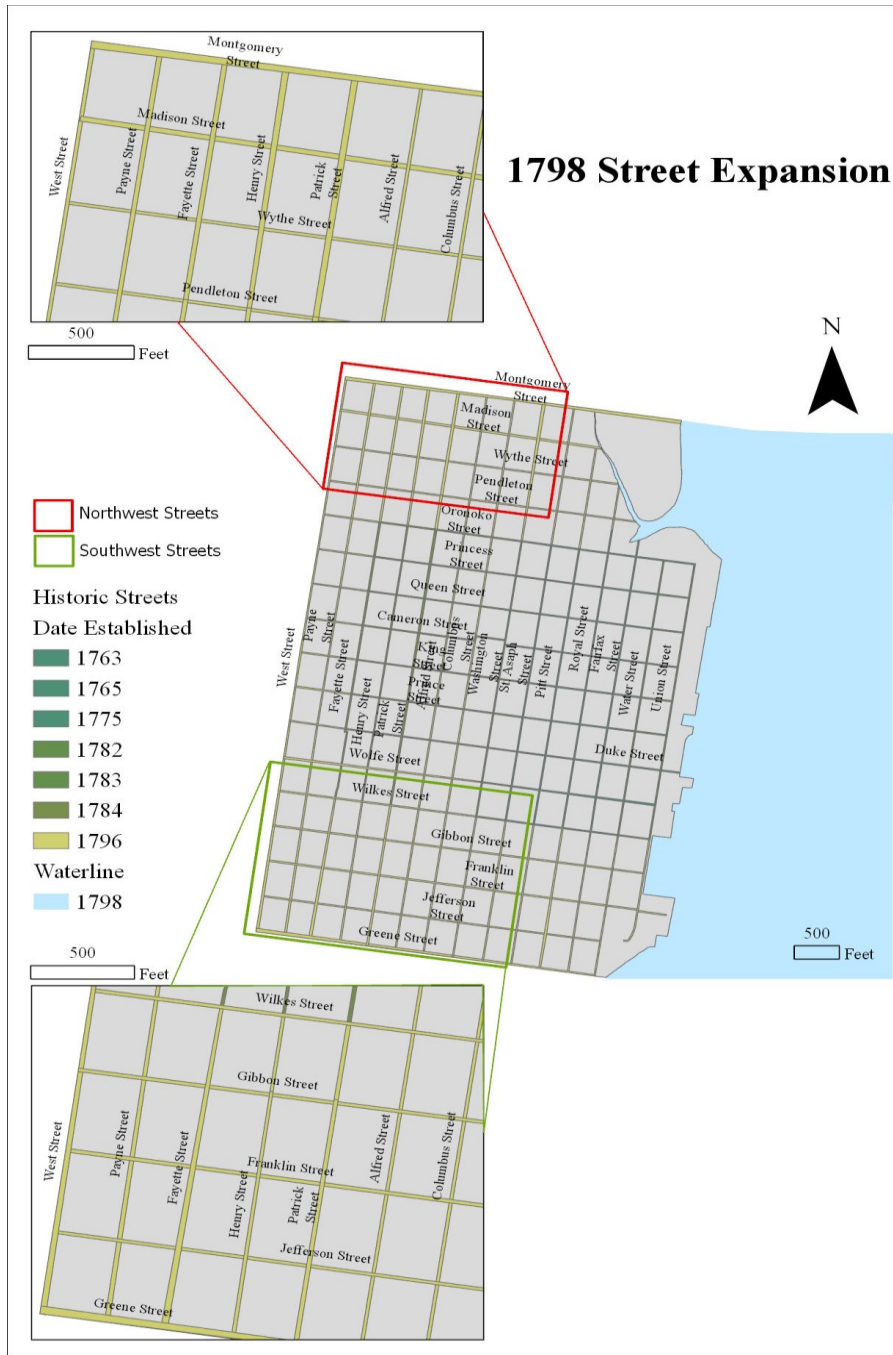 Montgomery
Street
Madison Street
West Street
Payne Street
Fayette Street
Henry Street
Patrick
Street
Alfred Street
Columbus Street
Wythe Street
Pendleton Street
500
Feet
1798 Street Expansion
N
Montgomery
Street
Madison
Street
Wythe Street
Pendleton
Street
Oronoko
Street
Princess
Street
Queen Street
Cameron Street
King
Street
Prince
Street
West Street
Payne
Street
Fayette Street
Henry Street
Patrick
Street
Alfred Street
Columbus
Street
Washington
Street
St. Asaph
Street
Pitt Street
Royal Street
Fairfax
Street
Water Street
Union Street
Duke Street
Wolfe Street
Wilkes Street
Gibbon Street
Franklin
Street
Jefferson
Street
Greene Street
Northwest Streets
Southwest Streets
Historic Streets
Date Established
1763
1765
1775
1782
1783
1784
1796
Waterline
1798
500
Feet
500
Feet
Wilkes Street
Gibbon Street
West Street
Payne Street
Fayette Street
Franklin Street
Henry Street
Patrick
Street
Alfred Street
Columbus Street
Jefferson Street
Greene Street